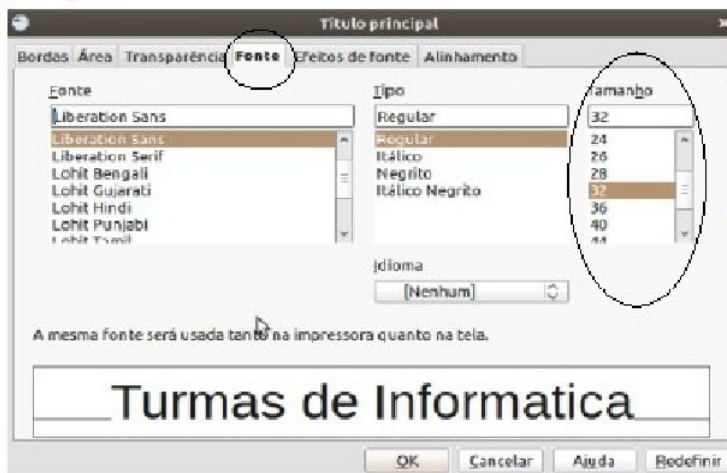 Título principal
Bordas Área Transparência Fonte Efeitos de fonte Alinhamento
Fonte Tipo Tamanho
Liberation Sans Regular 32
Liberation Sans Regular 24
Liberation Serif Itálico 26
Lohit Bengali Negrito 28
Lohit Gujarati Itálico Negrito 32
Lohit Hindi 36
Lohit Punjabi 40
Lohit Tamil 44
Idioma
[Nenhum]
A mesma fonte será usada tanto na impressora quanto na tela.
Turmas de Informatica
OK Cancelar Ajuda Redefinir